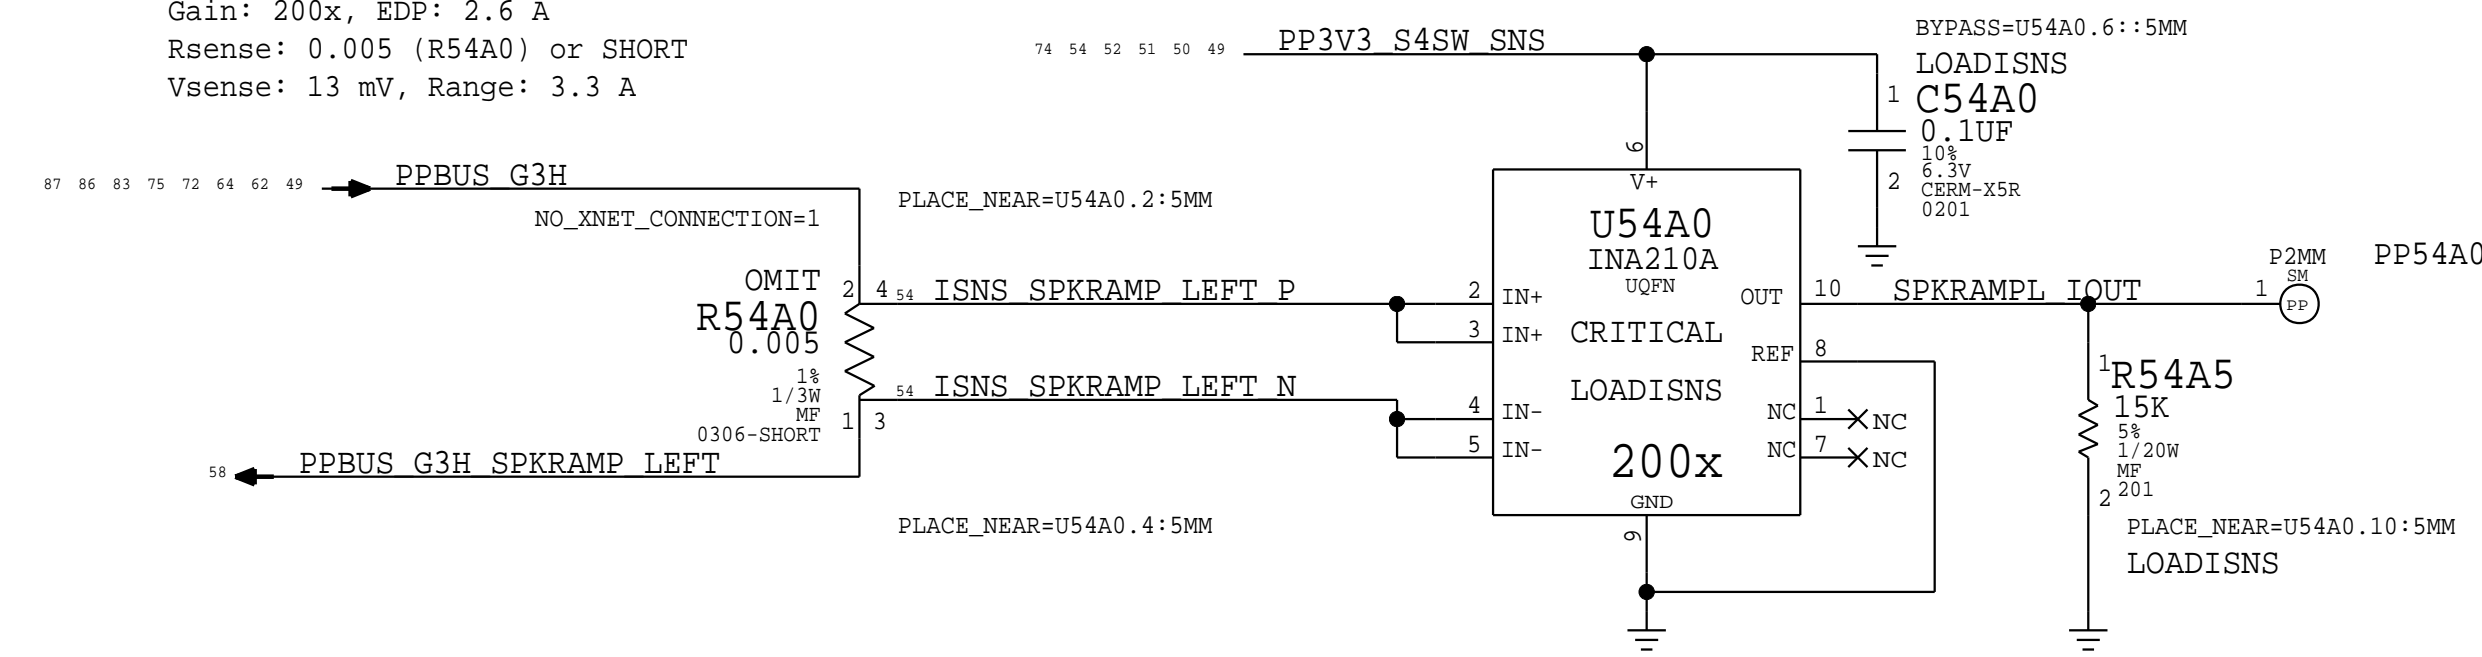 Gain: 200x, EDP: 2.6 A
Rsense: 0.005 (R54A0) or SHORT
Vsense: 13 mV, Range: 3.3 A
74 54 52 51 50 49 PP3V3_S4SW_SNS
BYPASS=U54A0.6::5MM
LOADISNS
1 C54A0
0.1UF
10%
6.3V
2 CERM-X5R
0201
87 86 83 75 72 64 62 49 PPBUS_G3H
NO_XNET_CONNECTION=1
PLACE_NEAR=U54A0.2:5MM
OMIT
R54A0
0.005
1%
1/3W
MF
0306-SHORT
2 4
1 3
54 ISNS_SPKRAMP_LEFT_P
54 ISNS_SPKRAMP_LEFT_N
58 PPBUS_G3H_SPKRAMP_LEFT
PLACE_NEAR=U54A0.4:5MM
6
V+
U54A0
INA210A
UQFN
CRITICAL
LOADISNS
200x
2 IN+
3 IN+
4 IN-
5 IN-
OUT 10
REF 8
NC 1 NC
NC 7 NC
GND
9
SPKRAMPL_IOUT
P2MM
SM
1 PP
PP54A0
1 R54A5
15K
5%
1/20W
MF
2 201
PLACE_NEAR=U54A0.10:5MM
LOADISNS